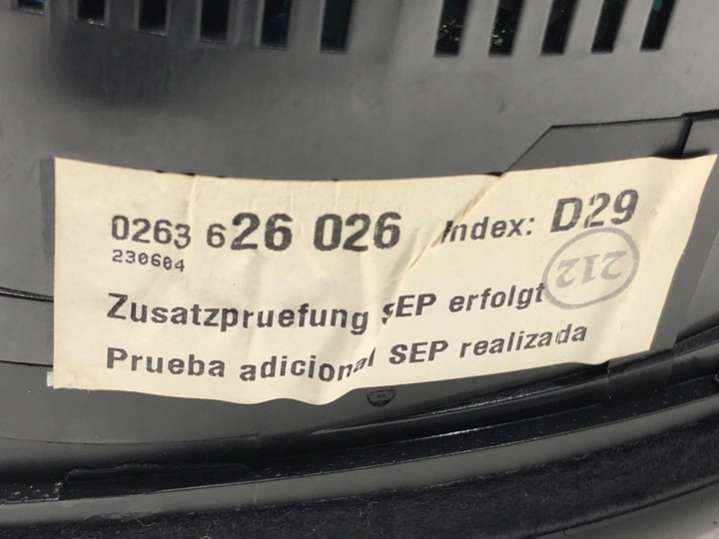 0263 626 026 Index: D29
230604
212
Zusatzpruefung SEP erfolgt
Prueba adicional SEP realizada